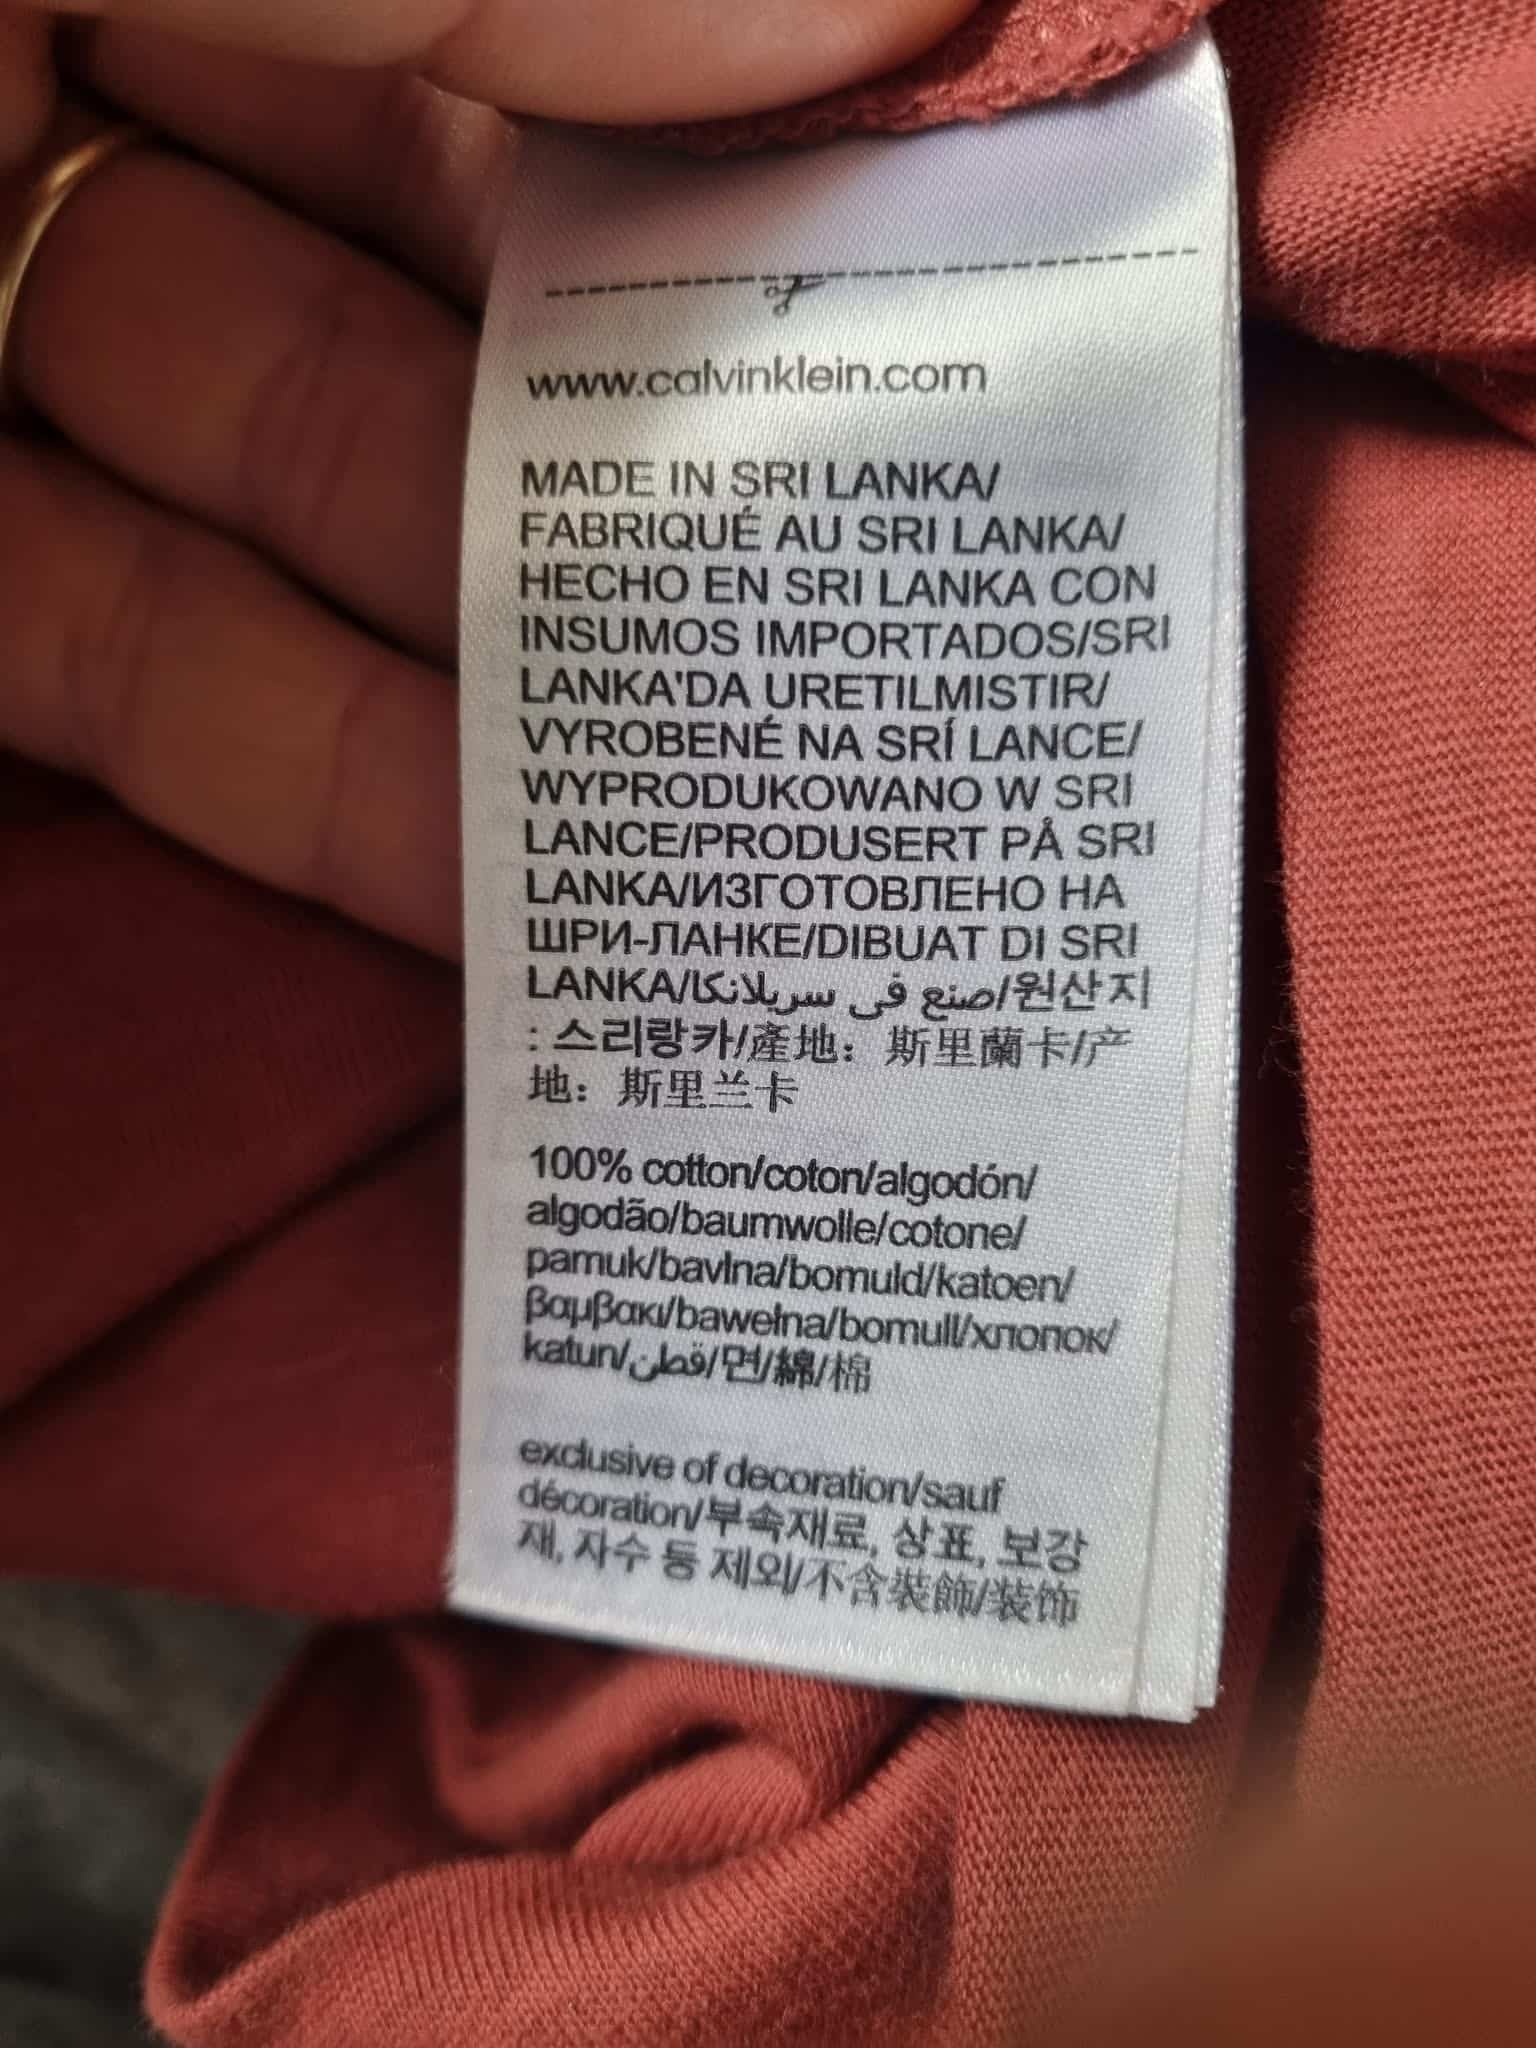 www.calvinklein.com
MADE IN SRI LANKA/
FABRIQUÉ AU SRI LANKA/
HECHO EN SRI LANKA CON
INSUMOS IMPORTADOS/SRI
LANKA'DA URETILMISTIR/
VYROBENÉ NA SRÍ LANCE/
WYPRODUKOWANO W SRI
LANCE/PRODUSERT PÅ SRI
LANKA/ИЗГОТОВЛЕНО НА
ШРИ-ЛАНКЕ/DIBUAT DI SRI
LANKA/صنع في سريلانكا/원산지
: 스리랑카/產地：斯里蘭卡/产
地：斯里兰卡
100% cotton/coton/algodón/
algodão/baumwolle/cotone/
pamuk/bavlna/bomuld/katoen/
βαμβακι/bawełna/bomull/хлопок/
katun/قطن/면/綿/棉
exclusive of decoration/sauf
décoration/부속재료, 상표, 보강
재, 자수 등 제외/不含裝飾/装饰